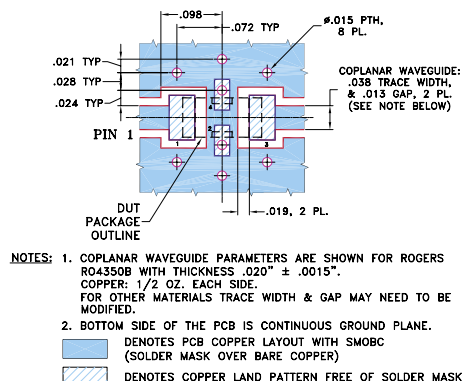 .098
.072 TYP
ø.015 PTH,
8 PL.
.021 TYP
.028 TYP
.024 TYP
COPLANAR WAVEGUIDE:
.038 TRACE WIDTH,
& .013 GAP, 2 PL.
(SEE NOTE BELOW)
PIN 1
4
2
1
3
DUT
PACKAGE
OUTLINE
.019, 2 PL.
NOTES: 1. COPLANAR WAVEGUIDE PARAMETERS ARE SHOWN FOR ROGERS
RO4350B WITH THICKNESS .020" ± .0015".
COPPER: 1/2 OZ. EACH SIDE.
FOR OTHER MATERIALS TRACE WIDTH & GAP MAY NEED TO BE
MODIFIED.
2. BOTTOM SIDE OF THE PCB IS CONTINUOUS GROUND PLANE.
DENOTES PCB COPPER LAYOUT WITH SMOBC
(SOLDER MASK OVER BARE COPPER)
DENOTES COPPER LAND PATTERN FREE OF SOLDER MASK